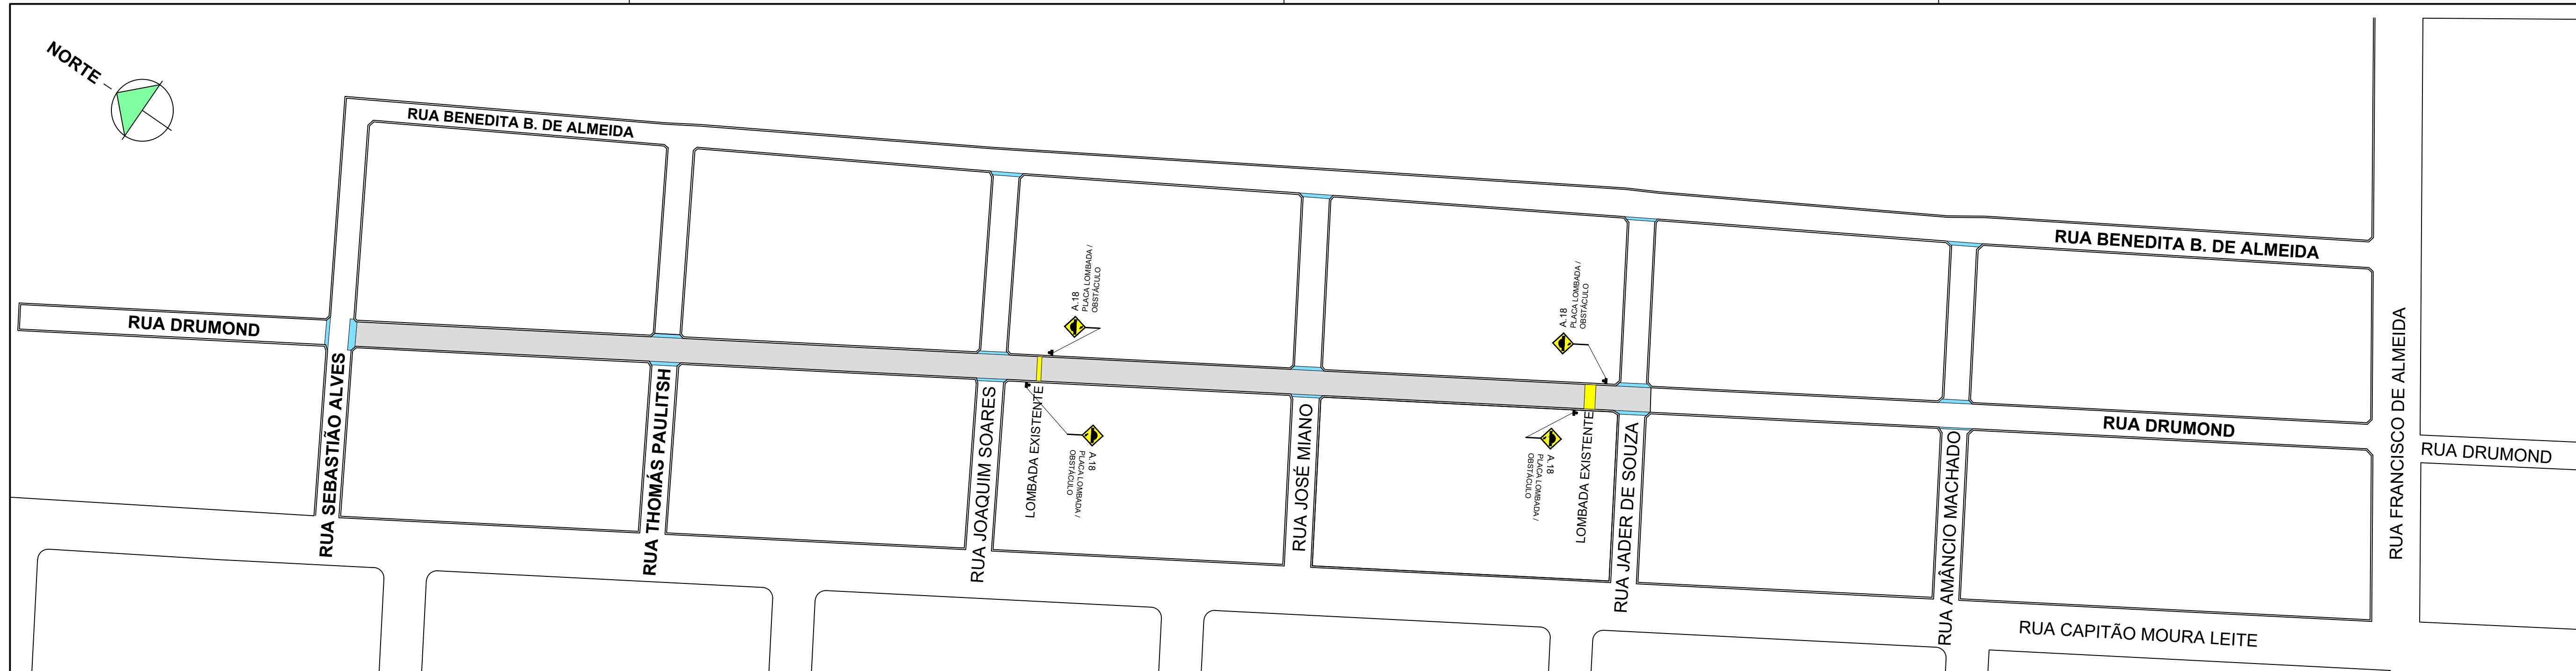 NORTE
RUA BENEDITA B. DE ALMEIDA
RUA BENEDITA B. DE ALMEIDA
A.18
PLACA LOMBADA /
OBSTÁCULO
A.18
PLACA LOMBADA /
OBSTÁCULO
RUA DRUMOND
RUA DRUMOND
RUA DRUMOND
RUA SEBASTIÃO ALVES
RUA THOMÁS PAULITSH
RUA JOAQUIM SOARES
LOMBADA EXISTENTE
A.18
PLACA LOMBADA /
OBSTÁCULO
RUA JOSÉ MIANO
A.18
PLACA LOMBADA /
OBSTÁCULO
LOMBADA EXISTENTE
RUA JADER DE SOUZA
RUA AMÂNCIO MACHADO
RUA FRANCISCO DE ALMEIDA
RUA CAPITÃO MOURA LEITE